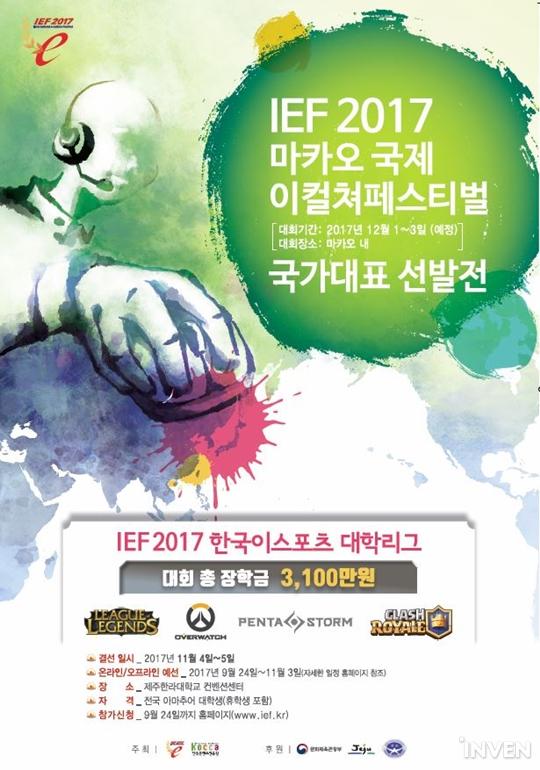 IEF 2017
e
IEF 2017
마카오 국제
이컬쳐페스티벌
대회기간: 2017년 12월 1~3일 (예정)
대회장소: 마카오 내
국가대표 선발전
IEF 2017 한국이스포츠 대학리그
대회 총 장학금 3,100만원
LEAGUE OF LEGENDS
OVERWATCH
PENTA STORM
CLASH ROYALE
결선 일시 _ 2017년 11월 4일~5일
온라인/오프라인 예선 _ 2017년 9월 24일~11월 3일(자세한 일정 홈페이지 참조)
장 소 _ 제주한라대학교 컨벤션센터
자 격 _ 전국 아마추어 대학생(휴학생 포함)
참가신청 _ 9월 24일까지 홈페이지(www.ief.kr)
주최 e Kocca 후원 문화체육관광부 Jeju
INVEN